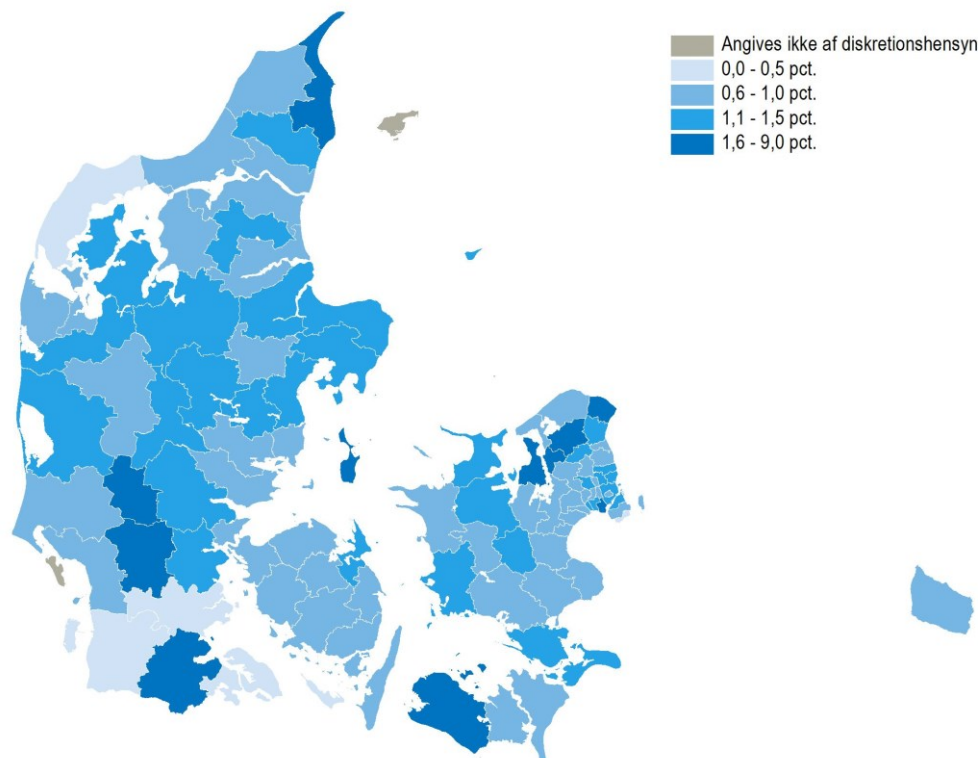 Angives ikke af diskretionshensyn
0,0 - 0,5 pct.
0,6 - 1,0 pct.
1,1 - 1,5 pct.
1,6 - 9,0 pct.